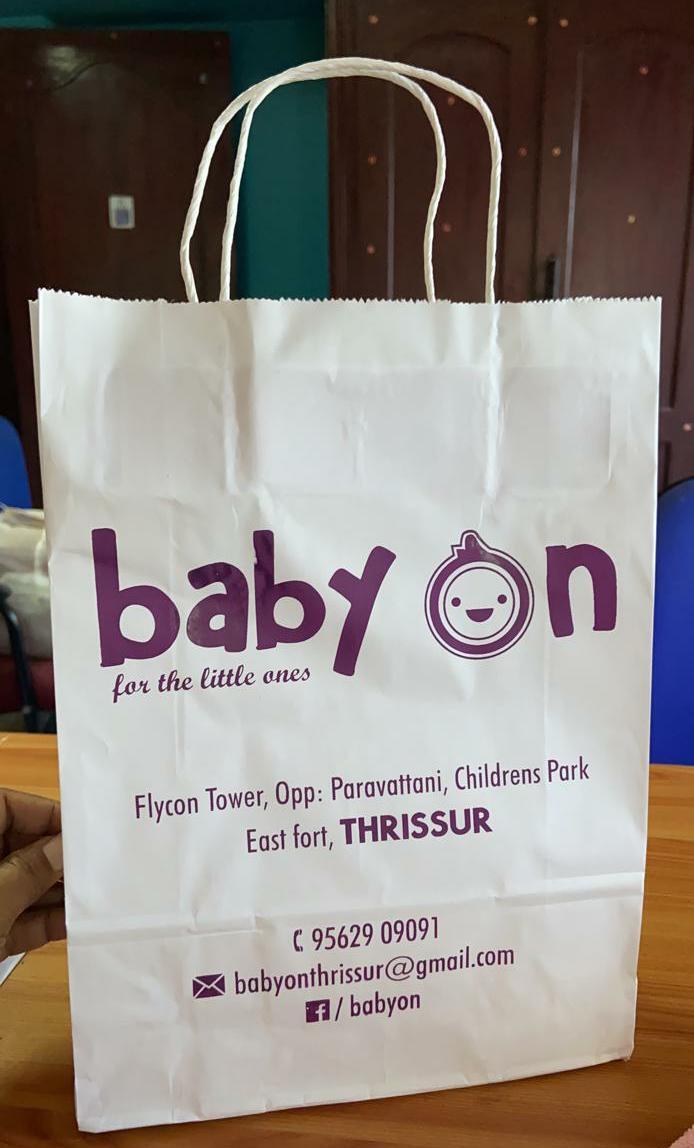 baby On
for the little ones
Flycon Tower, Opp: Paravattani, Childrens Park
East fort, THRISSUR
95629 09091
babyonthrissur@gmail.com
f / babyon